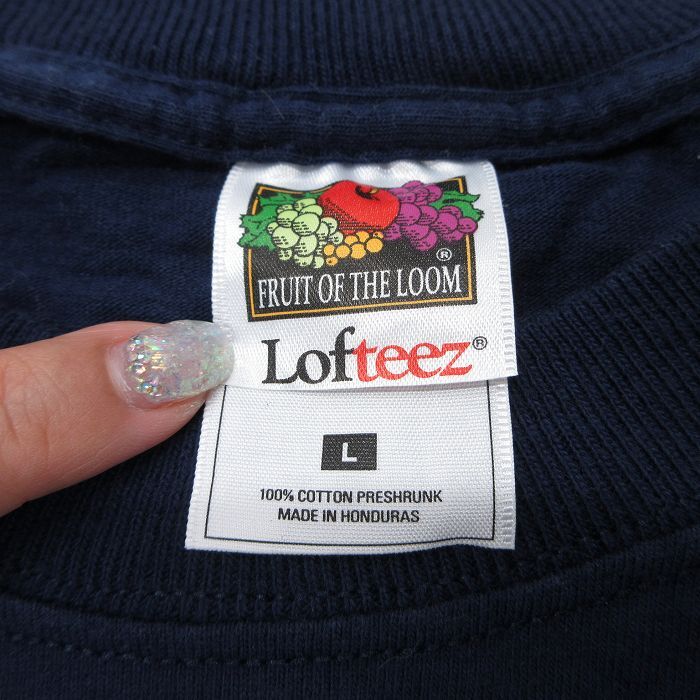 ®
FRUIT OF THE LOOM
Lofteez®
L
100% COTTON PRESHRUNK
MADE IN HONDURAS